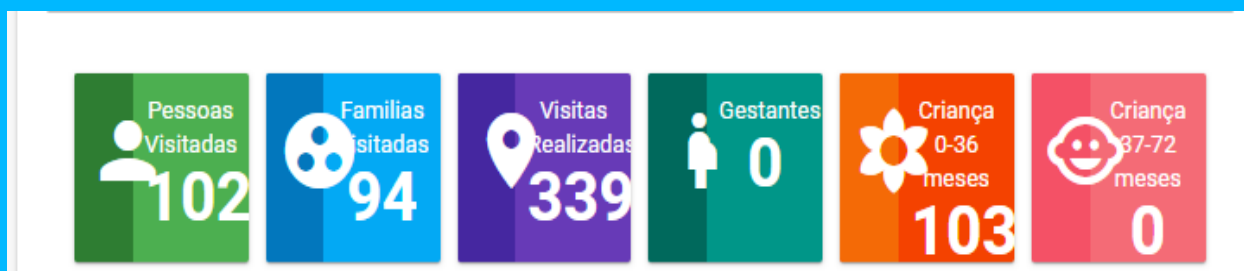 Pessoas
Visitadas
102
Familias
Visitadas
94
Visitas
Realizadas
339
Gestantes
0
Criança
0-36
meses
103
Criança
37-72
meses
0